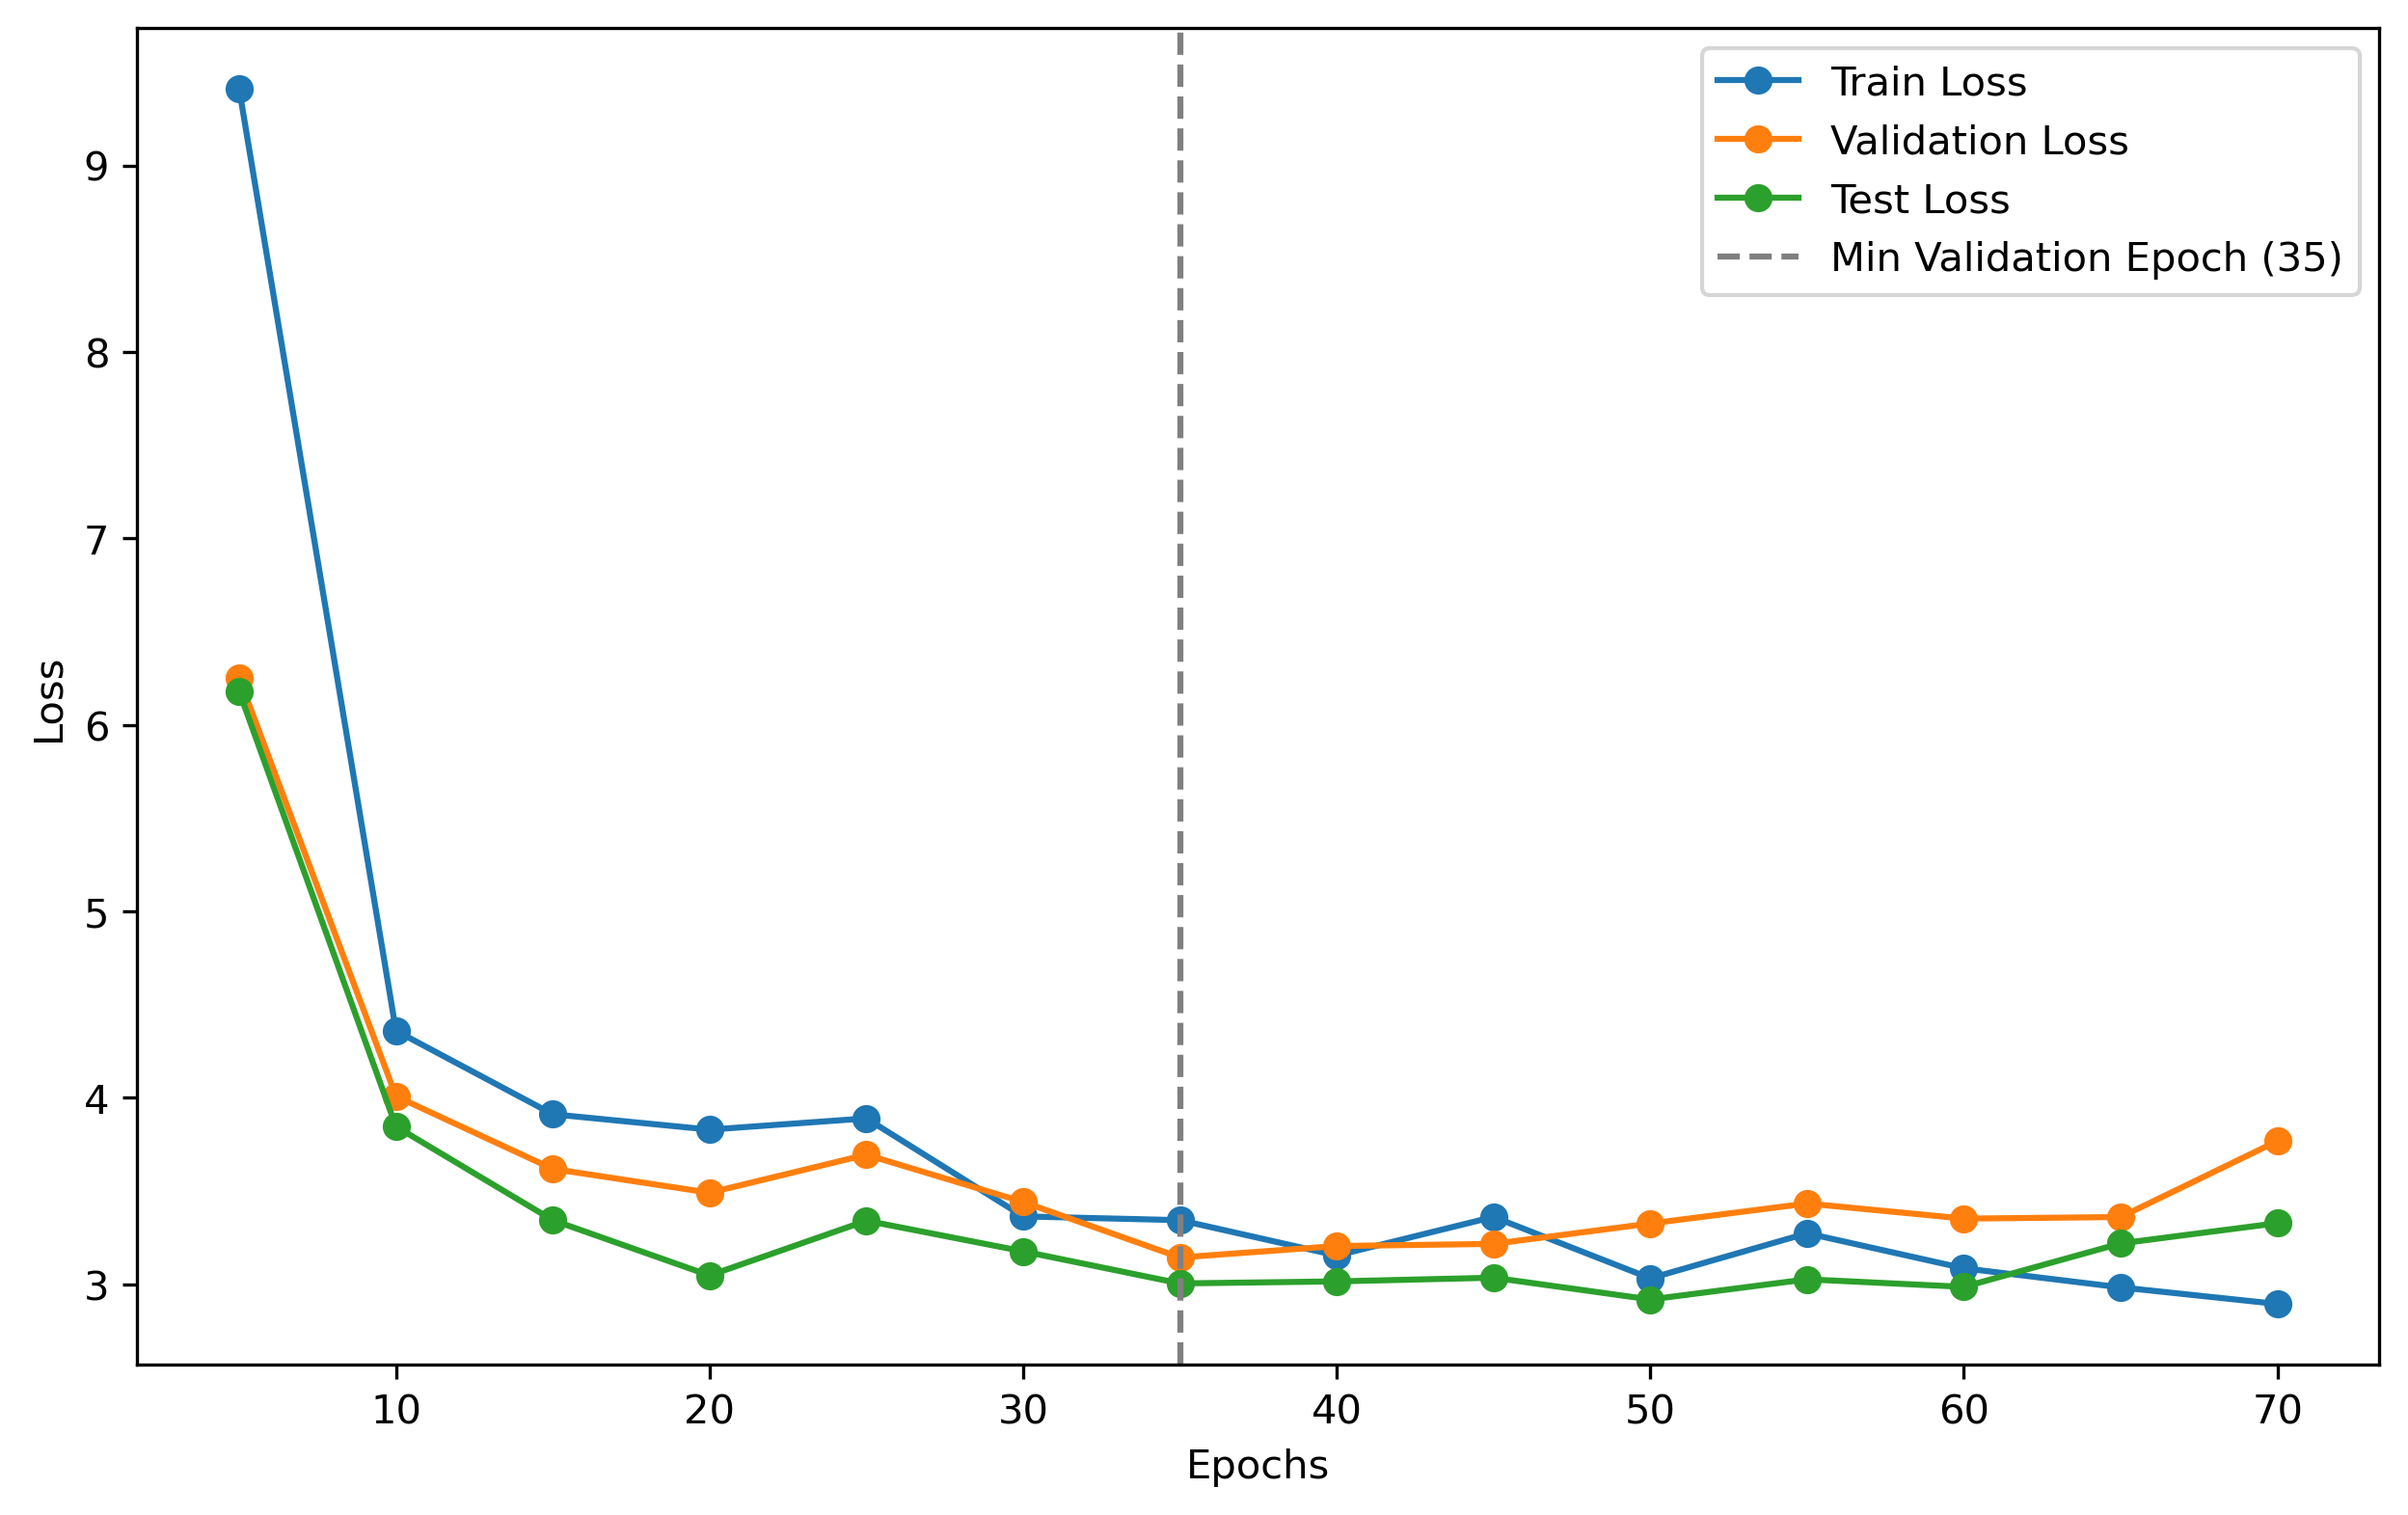 Train Loss
Validation Loss
Test Loss
Min Validation Epoch (35)
9
8
7
6
5
4
3
Loss
10 20 30 40 50 60 70
Epochs